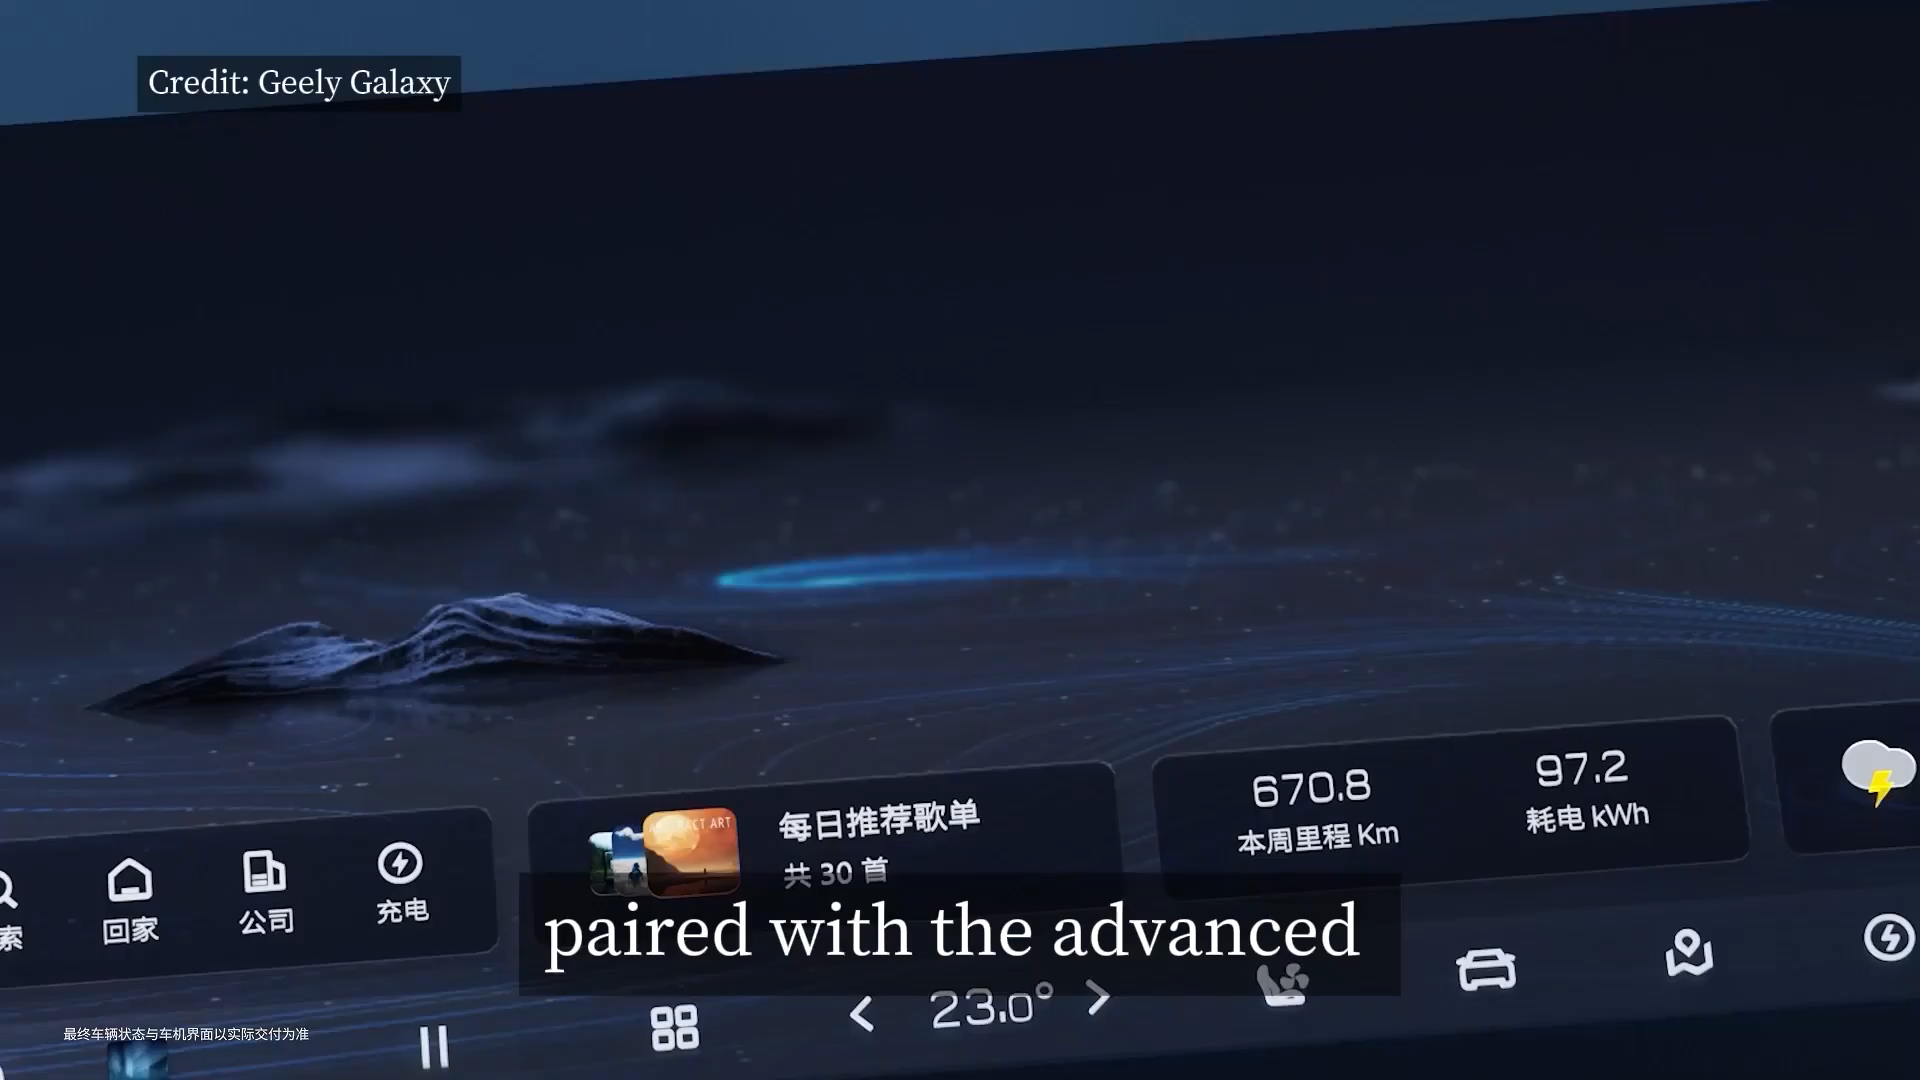 Credit: Geely Galaxy
670.8
97.2
本周里程 Km
耗电 kWh
每日推荐歌单
共 30 首
索
回家
公司
充电
paired with the advanced
23.0°
最终车辆状态与车机界面以实际交付为准